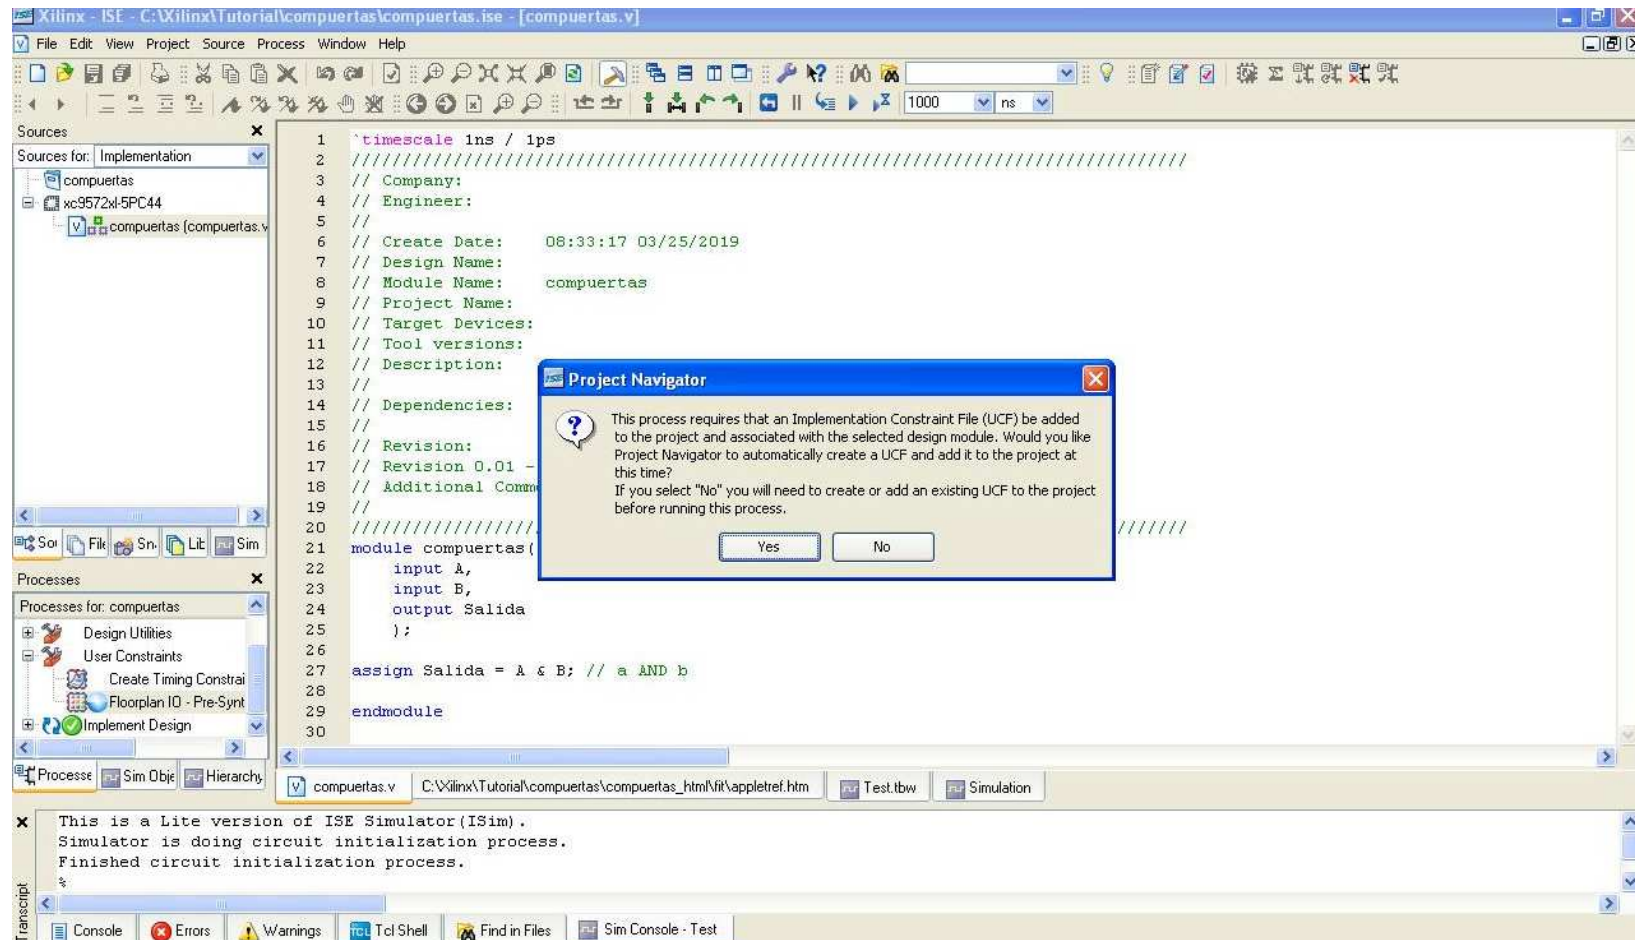 Xilinx - ISE - C:\Xilinx\Tutorial\compuertas\compuertas.ise - [compuertas.v]
File Edit View Project Source Process Window Help
1000 ns
Sources
Sources for: Implementation
compuertas
xc9572xl-5PC44
compuertas (compuertas.v
Sou File Sn. Lib Sim
Processes
Processes for: compuertas
Design Utilities
User Constraints
Create Timing Constrai
Floorplan IO - Pre-Synt
Implement Design
Processe Sim Obje Hierarchy
1 `timescale 1ns / 1ps
2 //////////////////////////////////////////////////////////////////////////////////
3 // Company:
4 // Engineer:
5 //
6 // Create Date: 08:33:17 03/25/2019
7 // Design Name:
8 // Module Name: compuertas
9 // Project Name:
10 // Target Devices:
11 // Tool versions:
12 // Description:
13 //
14 // Dependencies:
15 //
16 // Revision:
17 // Revision 0.01 -
18 // Additional Comm
19 //
20 //////////////////////////////////////////////////////////////////////////////////
21 module compuertas(
22 input A,
23 input B,
24 output Salida
25 );
26
27 assign Salida = A & B; // a AND b
28
29 endmodule
30
Project Navigator
This process requires that an Implementation Constraint File (UCF) be added
to the project and associated with the selected design module. Would you like
Project Navigator to automatically create a UCF and add it to the project at
this time?
If you select "No" you will need to create or add an existing UCF to the project
before running this process.
Yes No
compuertas.v C:\Xilinx\Tutorial\compuertas\compuertas_html\fit\appletref.htm Test.tbw Simulation
This is a Lite version of ISE Simulator(ISim).
Simulator is doing circuit initialization process.
Finished circuit initialization process.
%
Transcript
Console Errors Warnings Tcl Shell Find in Files Sim Console - Test